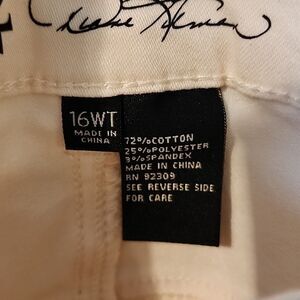 16WT
MADE IN
CHINA
72%COTTON
25%POLYESTER
3%SPANDEX
MADE IN CHINA
RN 92309
SEE REVERSE SIDE
FOR CARE